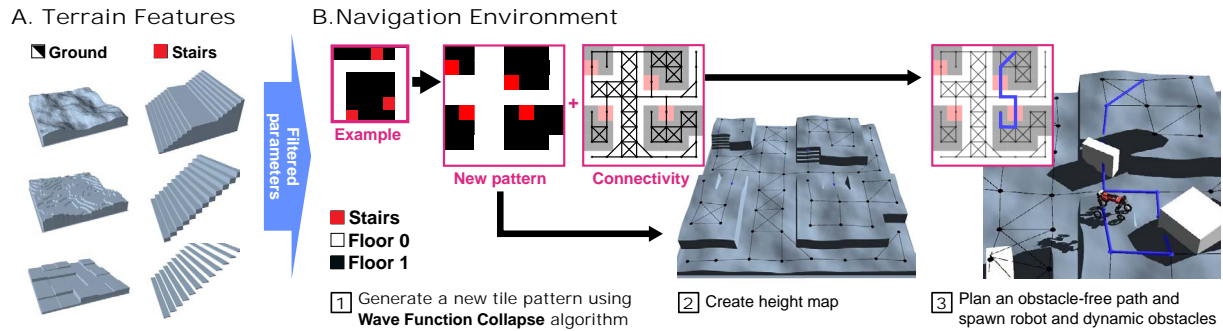 A. Terrain Features
Ground
Stairs
Filtered
parameters
B.Navigation Environment
Example
New pattern
+
Connectivity
Stairs
Floor 0
Floor 1
1 Generate a new tile pattern using
Wave Function Collapse algorithm
2 Create height map
3 Plan an obstacle-free path and
spawn robot and dynamic obstacles